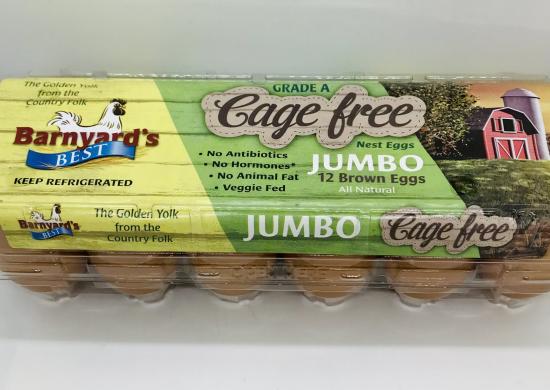 The Golden Yolk
from the
Country Folk
Barnyard's
BEST
KEEP REFRIGERATED
GRADE A
Cage free
Nest Eggs
• No Antibiotics
• No Hormones*
• No Animal Fat
• Veggie Fed
JUMBO
12 Brown Eggs
All Natural
Barnyard's
BEST
The Golden Yolk
from the
Country Folk
JUMBO
Cage free